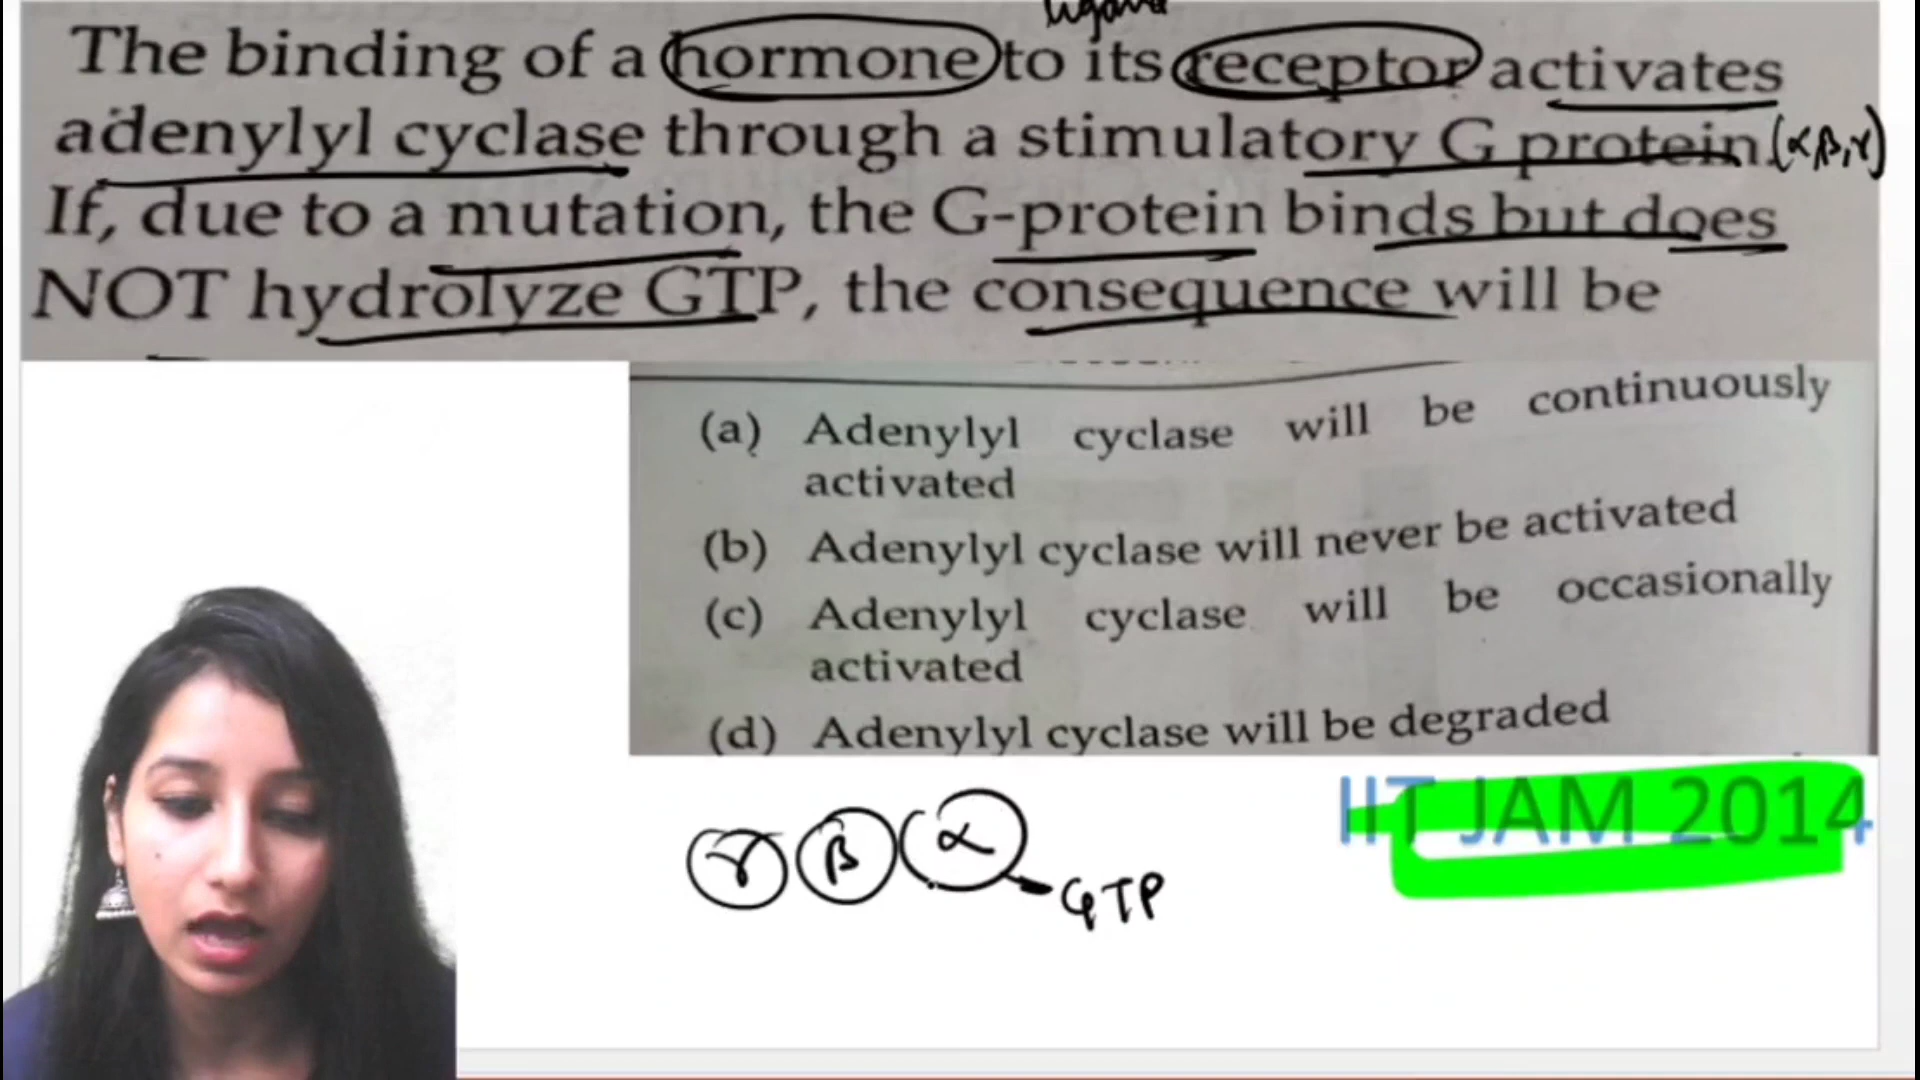 ligand
The binding of a hormone to its receptor activates
adenylyl cyclase through a stimulatory G protein. (α,β,γ)
If, due to a mutation, the G-protein binds but does
NOT hydrolyze GTP, the consequence will be
(a) Adenylyl cyclase will be continuously
activated
(b) Adenylyl cyclase will never be activated
(c) Adenylyl cyclase will be occasionally
activated
(d) Adenylyl cyclase will be degraded
IIT JAM 2014
γ β α
GTP